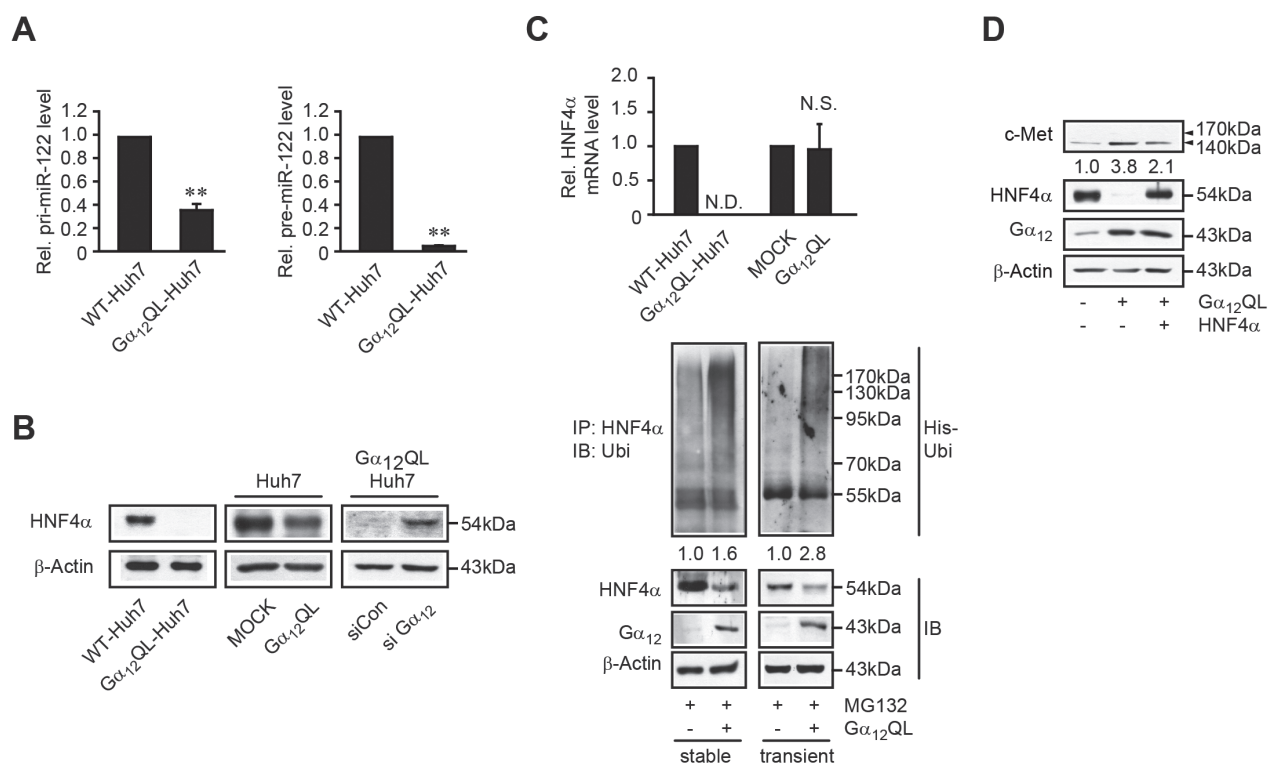 A
Rel. pri-miR-122 level
1.2
1.0
0.8
0.6
0.4
0.2
0
**
WT-Huh7
Gα12QL-Huh7
Rel. pre-miR-122 level
1.2
1.0
0.8
0.6
0.4
0.2
0
**
WT-Huh7
Gα12QL-Huh7
B
Huh7
Gα12QL
Huh7
HNF4α
54kDa
β-Actin
43kDa
WT-Huh7
Gα12QL-Huh7
MOCK
Gα12QL
siCon
si Gα12
C
Rel. HNF4α
mRNA level
2.0
1.5
1.0
0.5
0
N.D.
N.S.
WT-Huh7
Gα12QL-Huh7
MOCK
Gα12QL
IP: HNF4α
IB: Ubi
170kDa
130kDa
95kDa
70kDa
55kDa
His-
Ubi
1.0 1.6 1.0 2.8
HNF4α
54kDa
Gα12
43kDa
IB
β-Actin
43kDa
+ + + + MG132
- + - + Gα12QL
stable transient
D
c-Met
170kDa
140kDa
1.0 3.8 2.1
HNF4α
54kDa
Gα12
43kDa
β-Actin
43kDa
- + + Gα12QL
- - + HNF4α